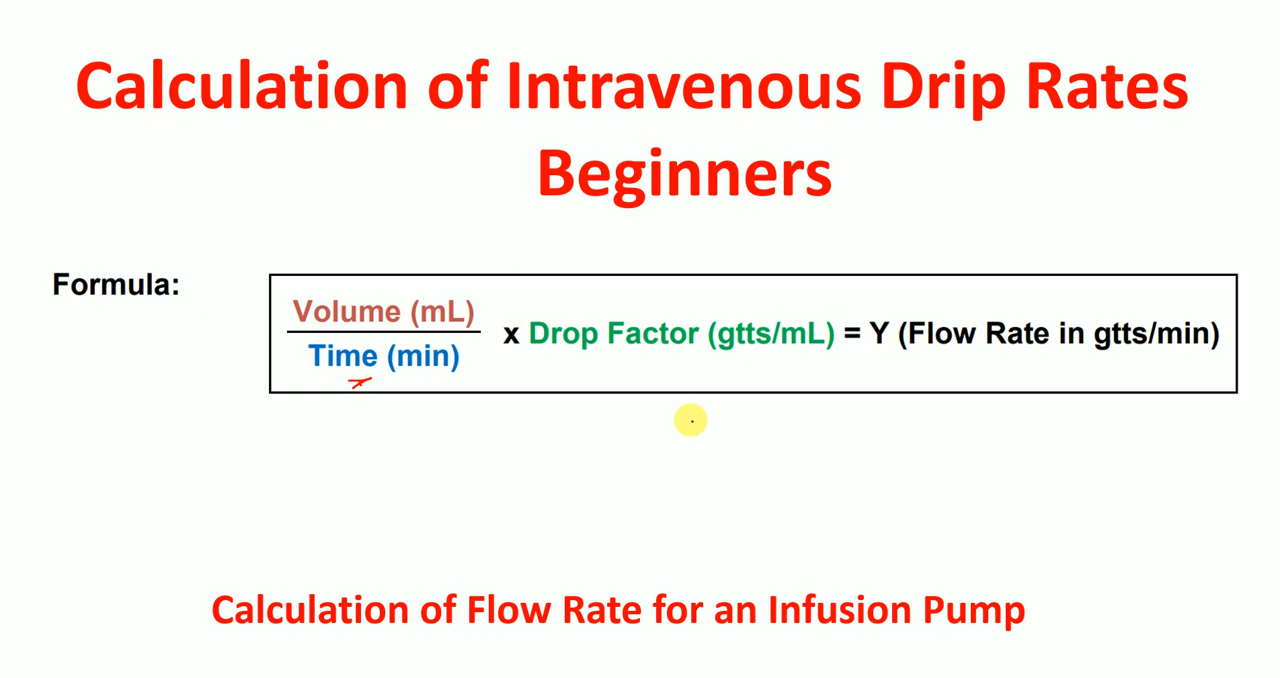 Calculation of Intravenous Drip Rates
Beginners
Formula:
Volume (mL)
Time (min)
x Drop Factor (gtts/mL) = Y (Flow Rate in gtts/min)
Calculation of Flow Rate for an Infusion Pump